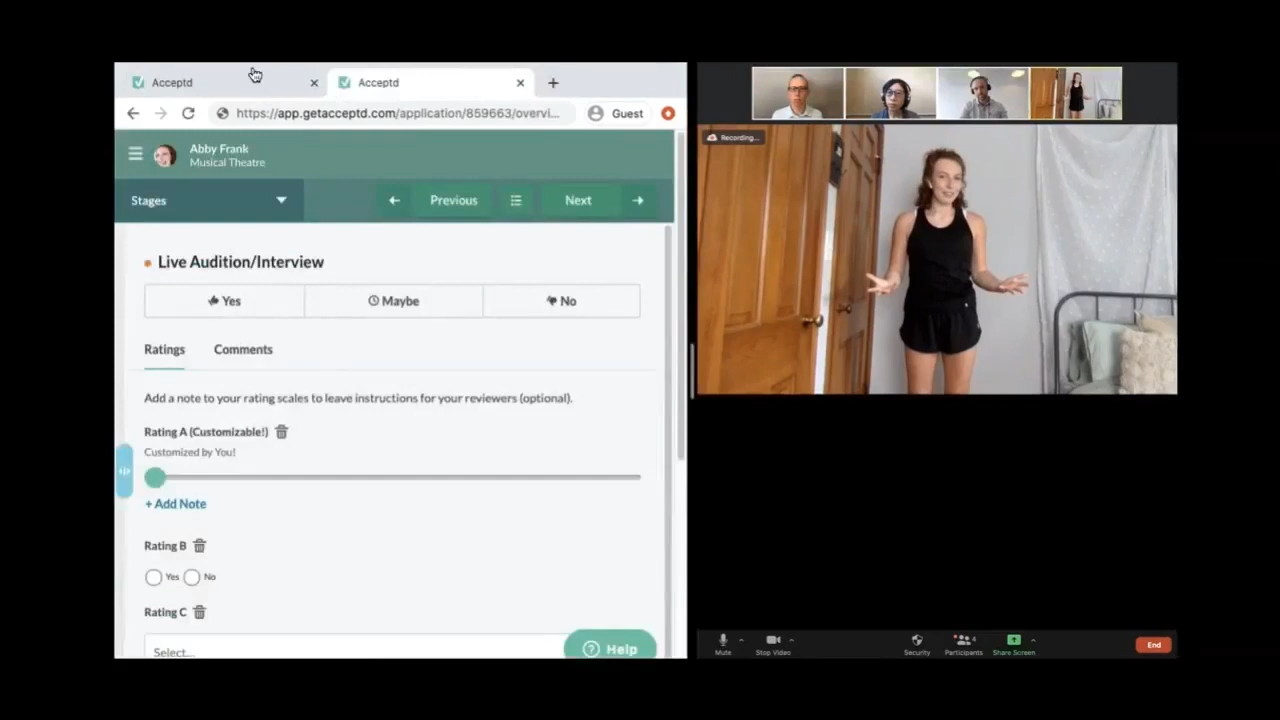 Acceptd
Acceptd
https://app.getacceptd.com/application/859663/overvi...
Guest
Abby Frank
Musical Theatre
Stages
Previous
Next
Live Audition/Interview
Yes
Maybe
No
Ratings
Comments
Add a note to your rating scales to leave instructions for your reviewers (optional).
Rating A (Customizable!)
Customized by You!
+ Add Note
Rating B
Yes
No
Rating C
Select...
Help
Recording...
Mute
Stop Video
Security
Participants
4
Share Screen
End